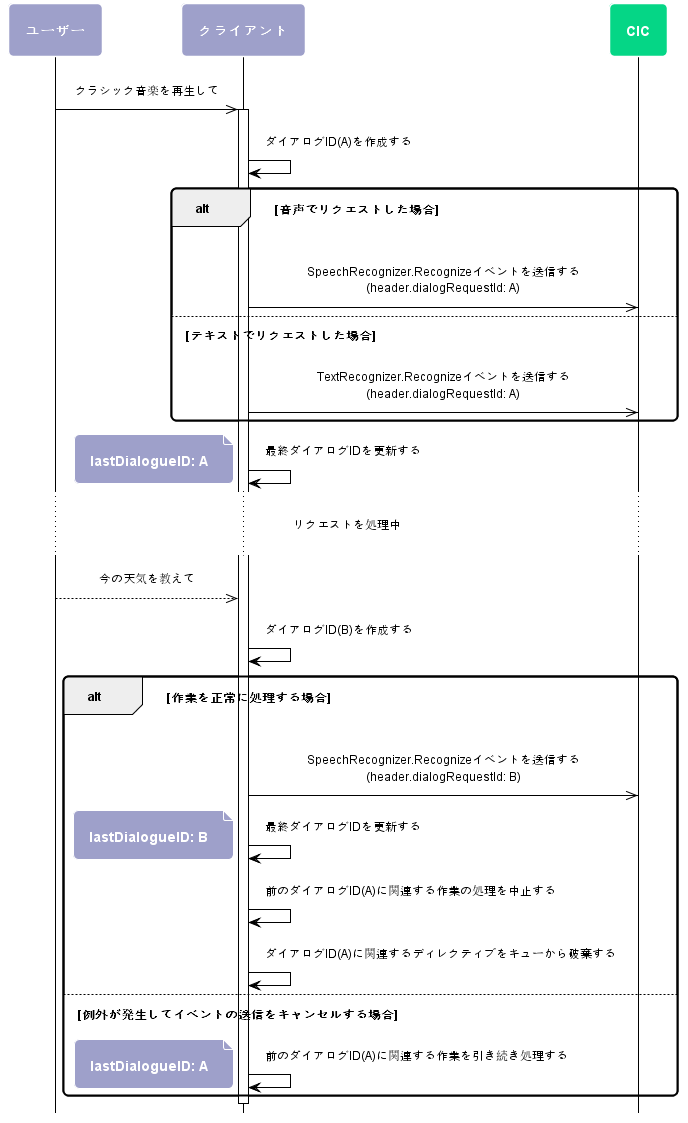 ユーザー
クライアント
CIC
クラシック音楽を再生して
ダイアログID(A)を作成する
alt
[音声でリクエストした場合]
SpeechRecognizer.Recognizeイベントを送信する
(header.dialogRequestId: A)
[テキストでリクエストした場合]
TextRecognizer.Recognizeイベントを送信する
(header.dialogRequestId: A)
lastDialogueID: A
最終ダイアログIDを更新する
リクエストを処理中
今の天気を教えて
ダイアログID(B)を作成する
alt
[作業を正常に処理する場合]
SpeechRecognizer.Recognizeイベントを送信する
(header.dialogRequestId: B)
lastDialogueID: B
最終ダイアログIDを更新する
前のダイアログID(A)に関連する作業の処理を中止する
ダイアログID(A)に関連するディレクティブをキューから破棄する
[例外が発生してイベントの送信をキャンセルする場合]
lastDialogueID: A
前のダイアログID(A)に関連する作業を引き続き処理する